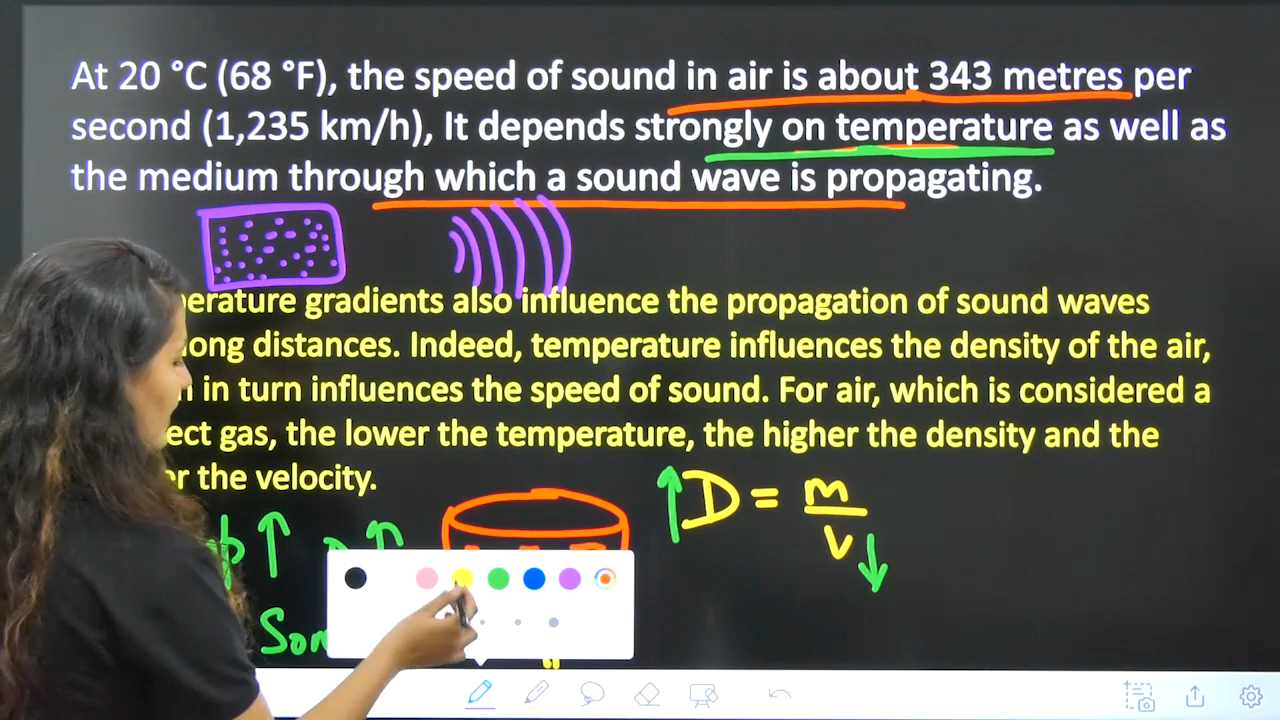 At 20 °C (68 °F), the speed of sound in air is about 343 metres per
second (1,235 km/h), It depends strongly on temperature as well as
the medium through which a sound wave is propagating.
perature gradients also influence the propagation of sound waves
long distances. Indeed, temperature influences the density of the air,
in turn influences the speed of sound. For air, which is considered a
ect gas, the lower the temperature, the higher the density and the
r the velocity.
D = m
v